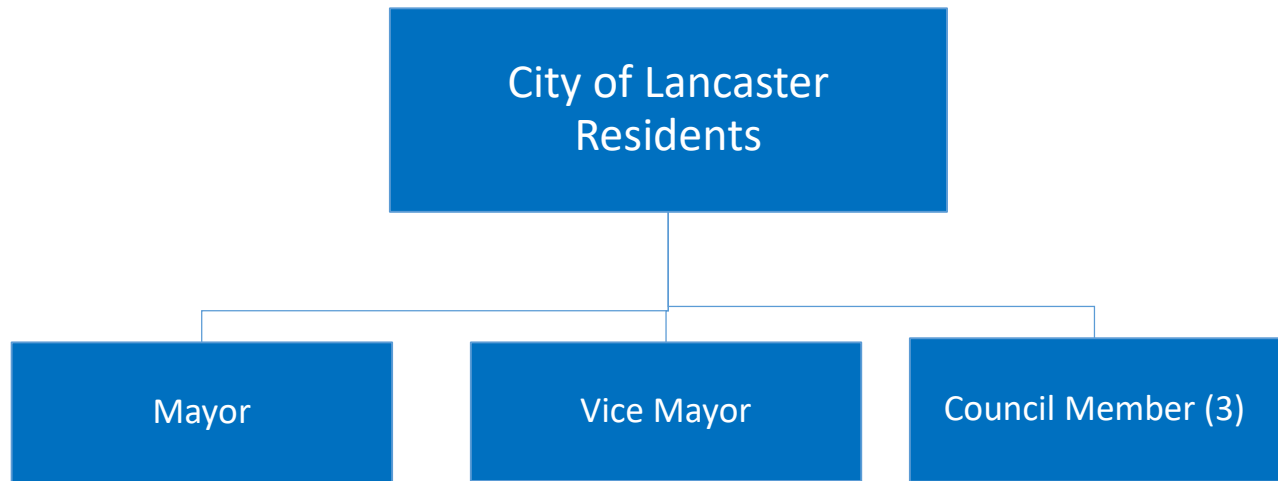 City of Lancaster
Residents
Mayor
Vice Mayor
Council Member (3)